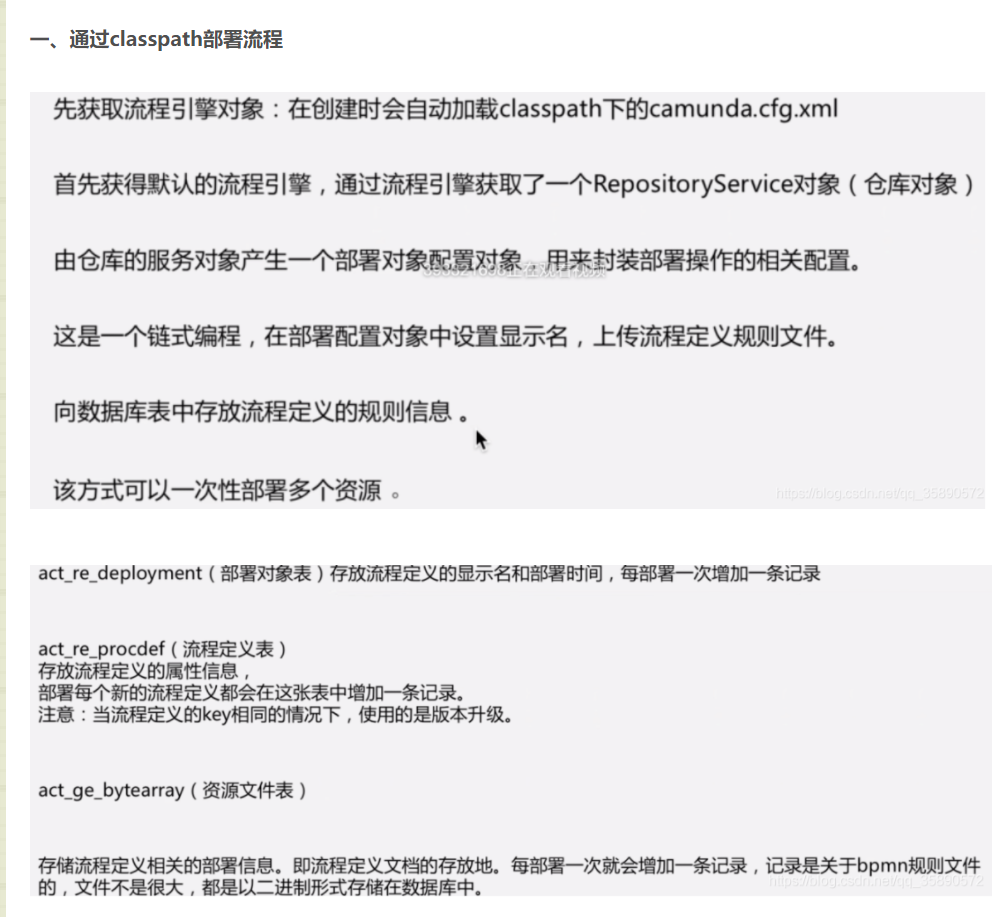 一、通过classpath部署流程
先获取流程引擎对象：在创建时会自动加载classpath下的camunda.cfg.xml
首先获得默认的流程引擎，通过流程引擎获取了一个RepositoryService对象（仓库对象）
由仓库的服务对象产生一个部署对象配置对象，用来封装部署操作的相关配置。
正在观看视频
这是一个链式编程，在部署配置对象中设置显示名，上传流程定义规则文件。
向数据库表中存放流程定义的规则信息 。
该方式可以一次性部署多个资源 。
https://blog.csdn.net/qq_35890572
act_re_deployment（部署对象表）存放流程定义的显示名和部署时间，每部署一次增加一条记录
act_re_procdef（流程定义表）
存放流程定义的属性信息，
部署每个新的流程定义都会在这张表中增加一条记录。
注意：当流程定义的key相同的情况下，使用的是版本升级。
act_ge_bytearray（资源文件表）
存储流程定义相关的部署信息。即流程定义文档的存放地。每部署一次就会增加一条记录，记录是关于bpmn规则文件
的，文件不是很大，都是以二进制形式存储在数据库中。
https://blog.csdn.net/qq_35890572